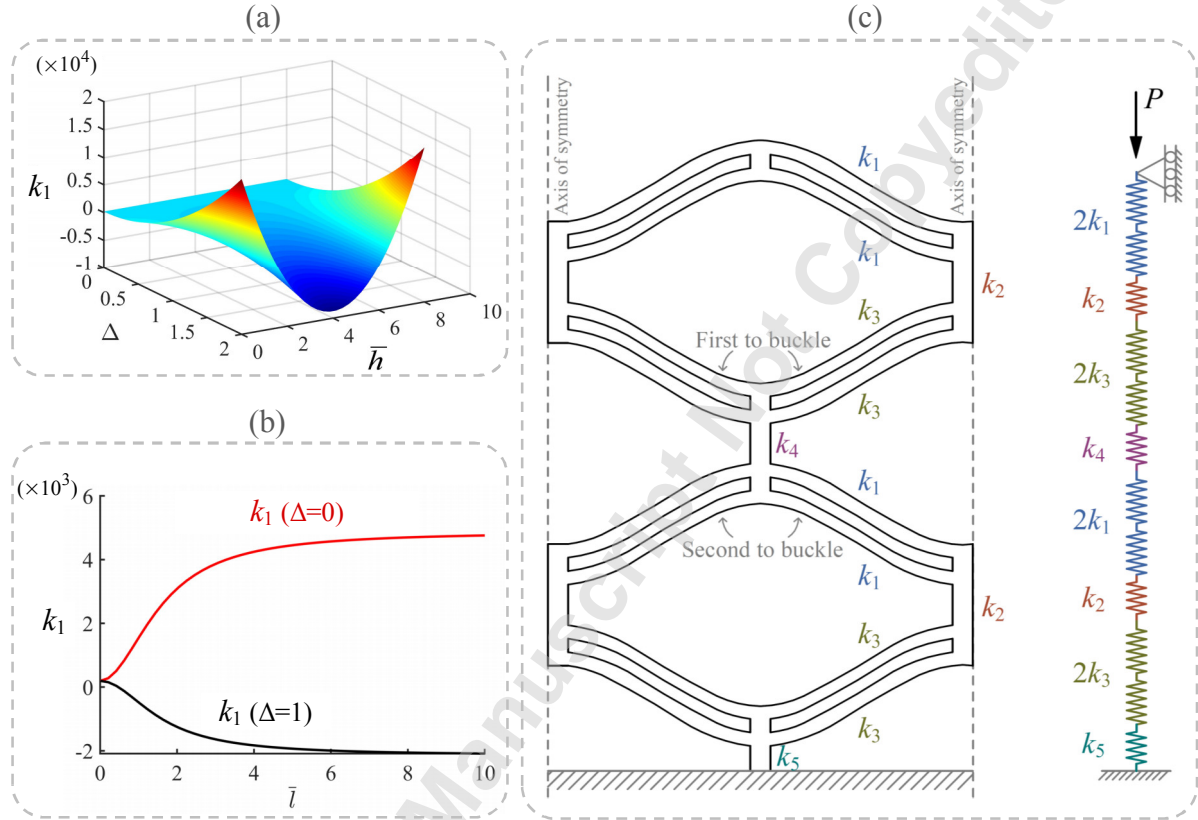 (a)
(×10⁴)
2
1.5
1
0.5
0
-0.5
-1
k₁
0
0.5
1
1.5
2
Δ
0
2
4
6
8
10
h̅
(b)
(×10³)
6
4
2
0
-2
k₁
k₁ (Δ=0)
k₁ (Δ=1)
0
2
4
6
8
10
l̅
(c)
Axis of symmetry
Axis of symmetry
k₁
k₁
k₂
k₃
First to buckle
k₃
k₄
k₁
Second to buckle
k₁
k₂
k₃
k₃
k₅
P
2k₁
k₂
2k₃
k₄
2k₁
k₂
2k₃
k₅
Manuscript Not Copyedite